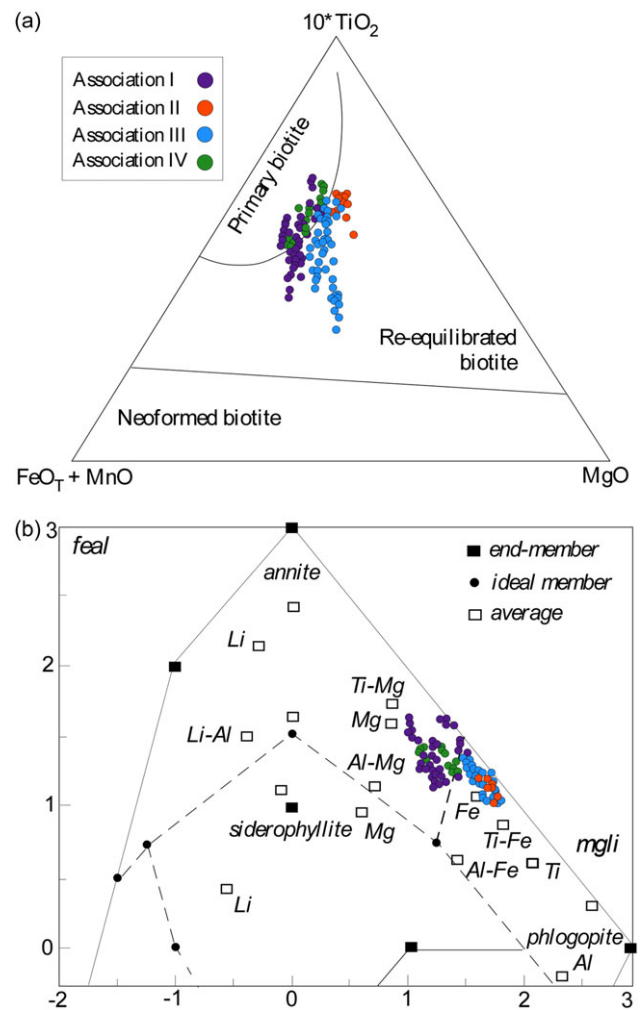 (a)
10* TiO2
Association I
Association II
Association III
Association IV
Primary biotite
Re-equilibrated
biotite
Neoformed biotite
FeOT + MnO
MgO
(b)
3
feal
end-member
annite
ideal member
average
Li
2
Ti-Mg
Mg
Li-Al
Al-Mg
1
siderophyllite
Mg
Fe
Ti-Fe
mgli
Al-Fe
Ti
Li
0
phlogopite
Al
-2
-1
0
1
2
3